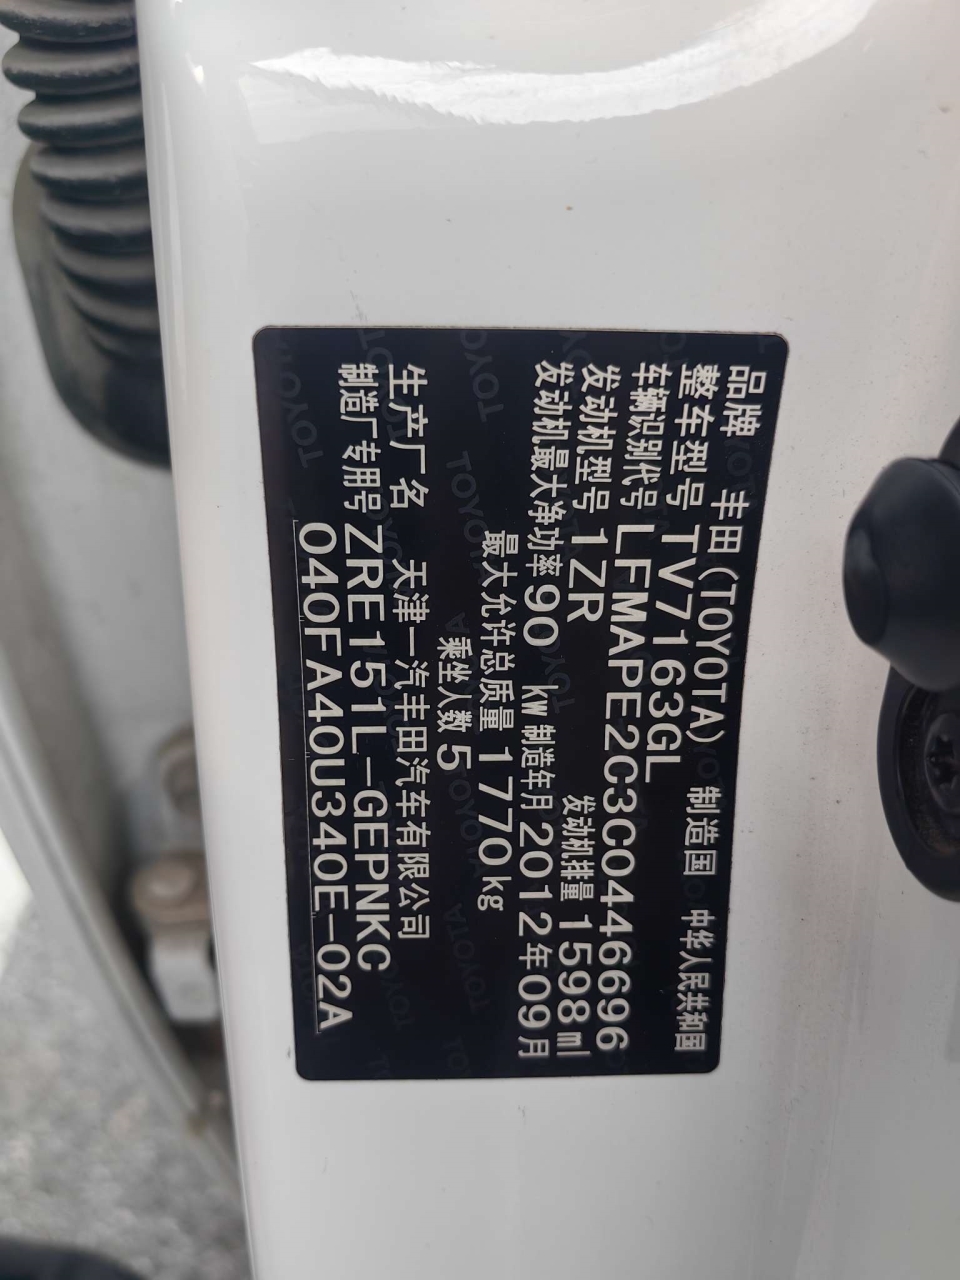 品牌 丰田(TOYOTA) 制造国 中华人民共和国
整车型号 TV7163GL
车辆识别代号 LFMAPE2C3C0446696
发动机型号 1ZR 发动机排量 1598ml
发动机最大净功率 90 kW 制造年月 2012年09月
最大允许总质量 1770kg
乘坐人数 5
生产厂名 天津一汽丰田汽车有限公司
制造厂专用号 ZRE151L-GEPNKC
040FA40U340E-02A